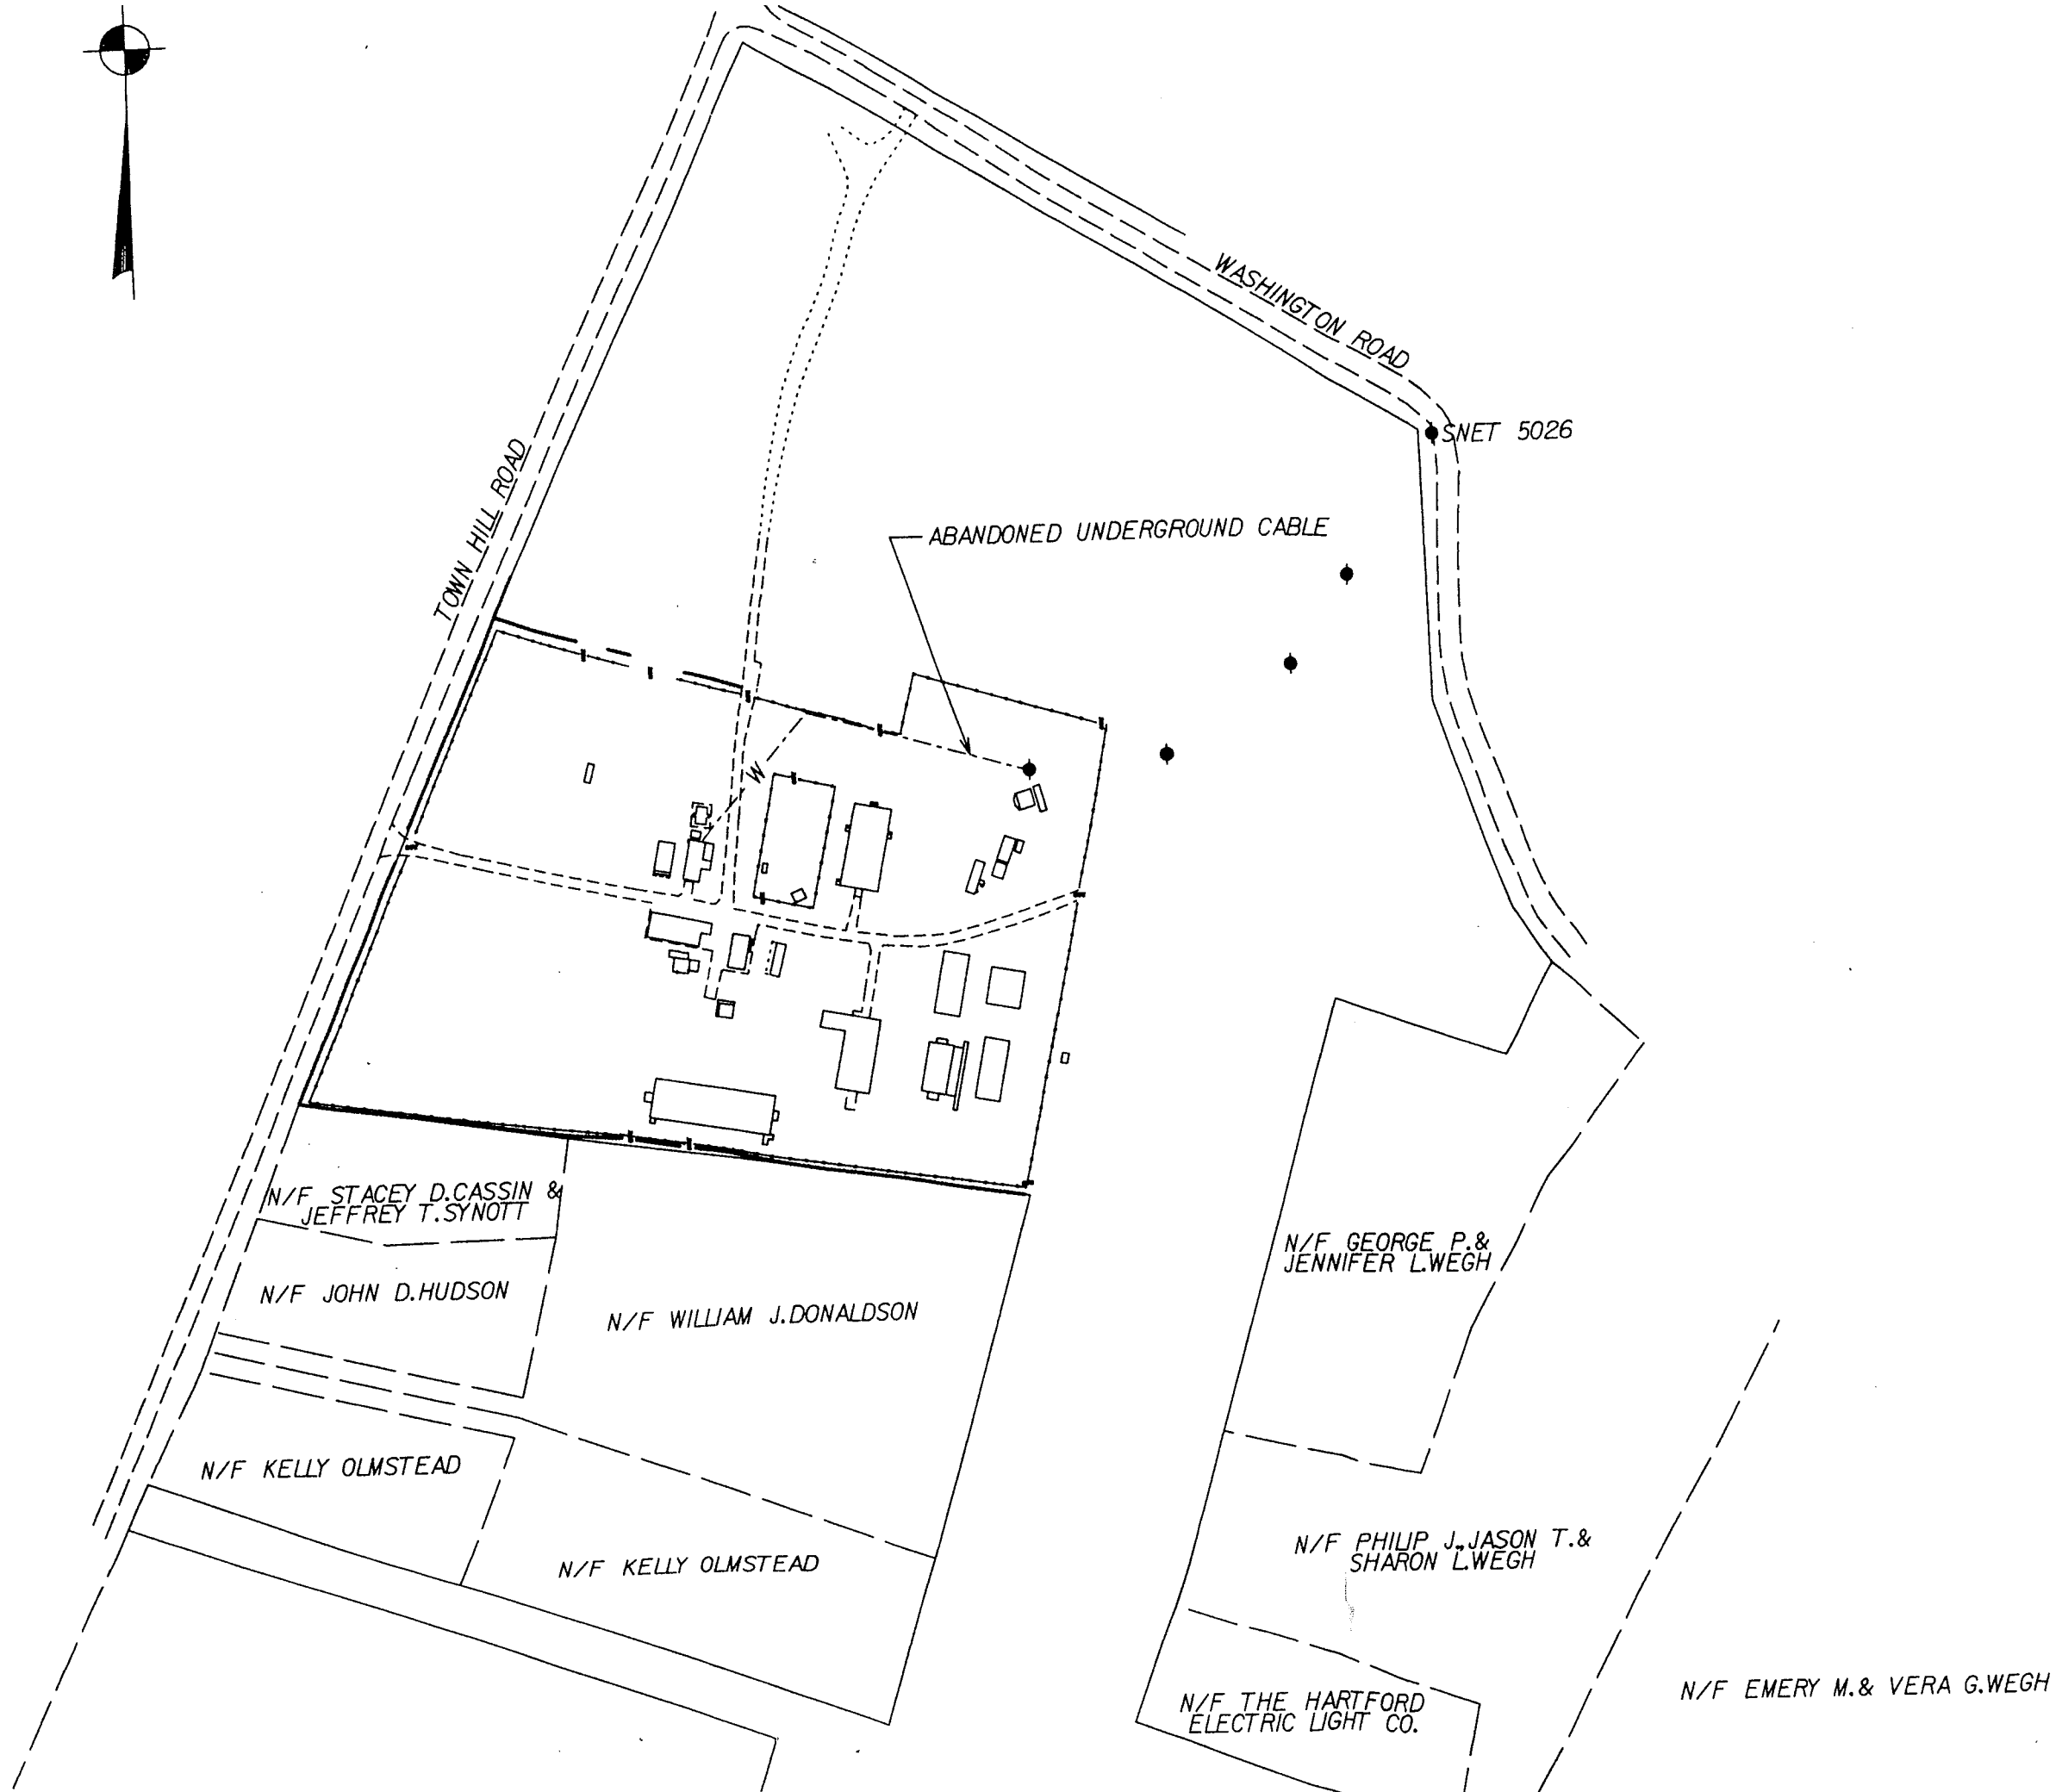 WASHINGTON ROAD
SNET 5026
TOWN HILL ROAD
ABANDONED UNDERGROUND CABLE
W
N/F STACEY D. CASSIN &
JEFFREY T. SYNOTT
N/F JOHN D. HUDSON
N/F WILLIAM J. DONALDSON
N/F GEORGE P. &
JENNIFER L. WEGH
N/F KELLY OLMSTEAD
N/F KELLY OLMSTEAD
N/F PHILIP J., JASON T. &
SHARON L. WEGH
N/F THE HARTFORD
ELECTRIC LIGHT CO.
N/F EMERY M. & VERA G. WEGH